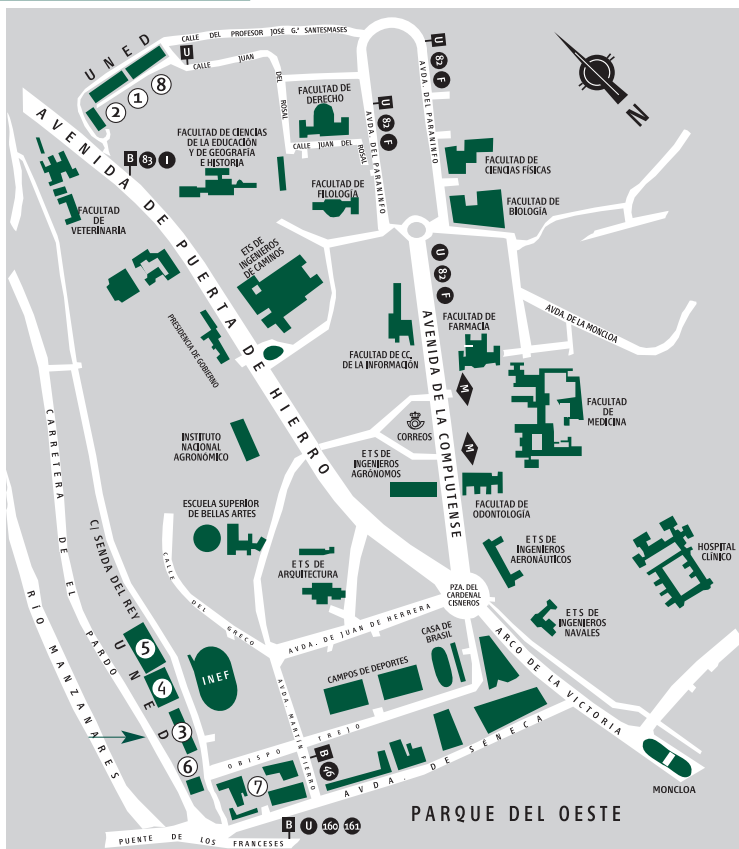 CALLE DEL PROFESOR JOSÉ G.ª SANTESMASES
UNED
U
CALLE JUAN DEL ROSAL
2 1 8
U
82
F
AVDA. DEL PARANINFO
U
82
F
AVDA. DEL PARANINFO
N
FACULTAD DE
DERECHO
CALLE JUAN DEL ROSAL
AVENIDA DE PUERTA DE HIERRO
B 83 I
FACULTAD DE CIENCIAS
DE LA EDUCACIÓN
Y DE GEOGRAFÍA
E HISTORIA
FACULTAD DE
CIENCIAS FÍSICAS
FACULTAD DE
FILOLOGÍA
FACULTAD DE
BIOLOGÍA
FACULTAD
DE
VETERINARIA
ETS DE
INGENIEROS
DE CAMINOS
U
82
F
PRESIDENCIA DE GOBIERNO
AVENIDA DE LA COMPLUTENSE
FACULTAD DE
FARMACÍA
AVDA. DE LA MONCLOA
FACULTAD DE CC.
DE LA INFORMACIÓN
M
FACULTAD
DE
MEDICINA
CORREOS
M
INSTITUTO
NACIONAL
AGRONÓMICO
E T S
DE
INGENIEROS
AGRÓNOMOS
CARRETERA DE EL PARDO
FACULTAD DE
ODONTOLOGÍA
ESCUELA SUPERIOR
DE BELLAS ARTES
E T S
DE
INGENIEROS
AERONÁUTICOS
HOSPITAL
CLÍNICO
C/ SENDA DEL REY
E T S DE
ARQUITECTURA
CALLE DEL GRECO
PZA. DEL
CARDENAL
CISNEROS
RÍO MANZANARES
E T S DE
INGENIEROS
NAVALES
AVDA. DE JUAN DE HERRERA
CASA DE
BRASIL
ARCO DE LA VICTORIA
UNED
5
4
3
6
INEF
CAMPOS DE DEPORTES
AVDA. MARTÍN FIERRO
OBISPO TREJO
B
46
7
AVDA. DE SÉNECA
MONCLOA
PARQUE DEL OESTE
B U 160 161
PUENTE DE LOS FRANCESES